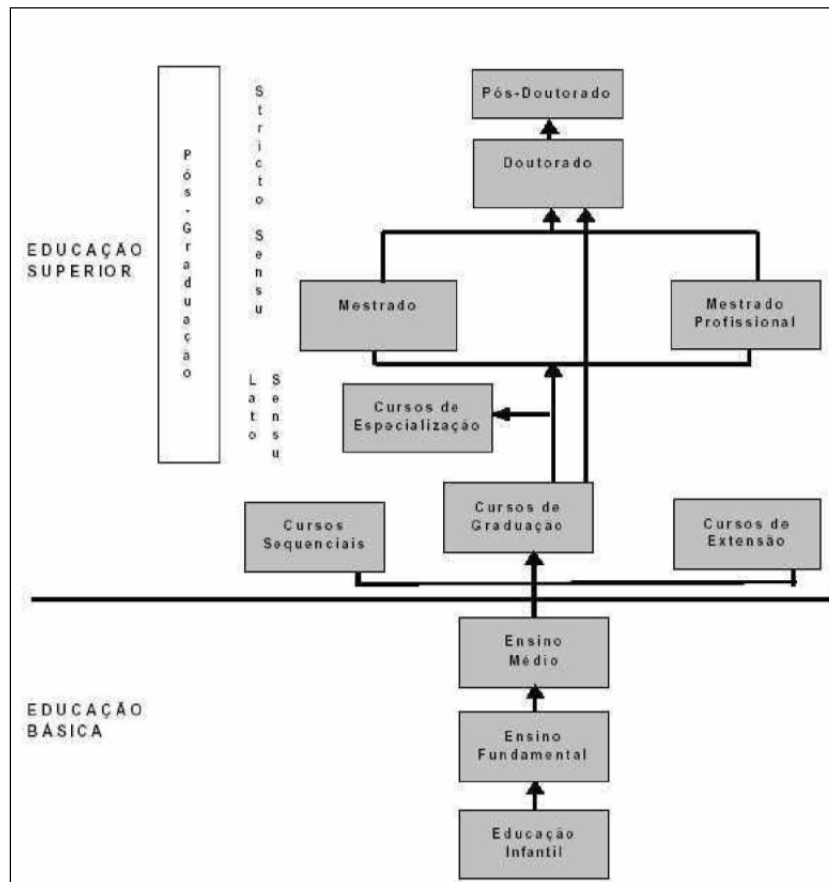 Pós-Doutorado
Doutorado
Stricto Sensu
Pós-Graduação
EDUCAÇÃO
SUPERIOR
Mestrado
Mestrado
Profissional
Lato
Sensu
Cursos de
Especialização
Cursos
Sequenciais
Cursos de
Graduação
Cursos de
Extensão
Ensino
Médio
EDUCAÇÃO
BÁSICA
Ensino
Fundamental
Educação
Infantil